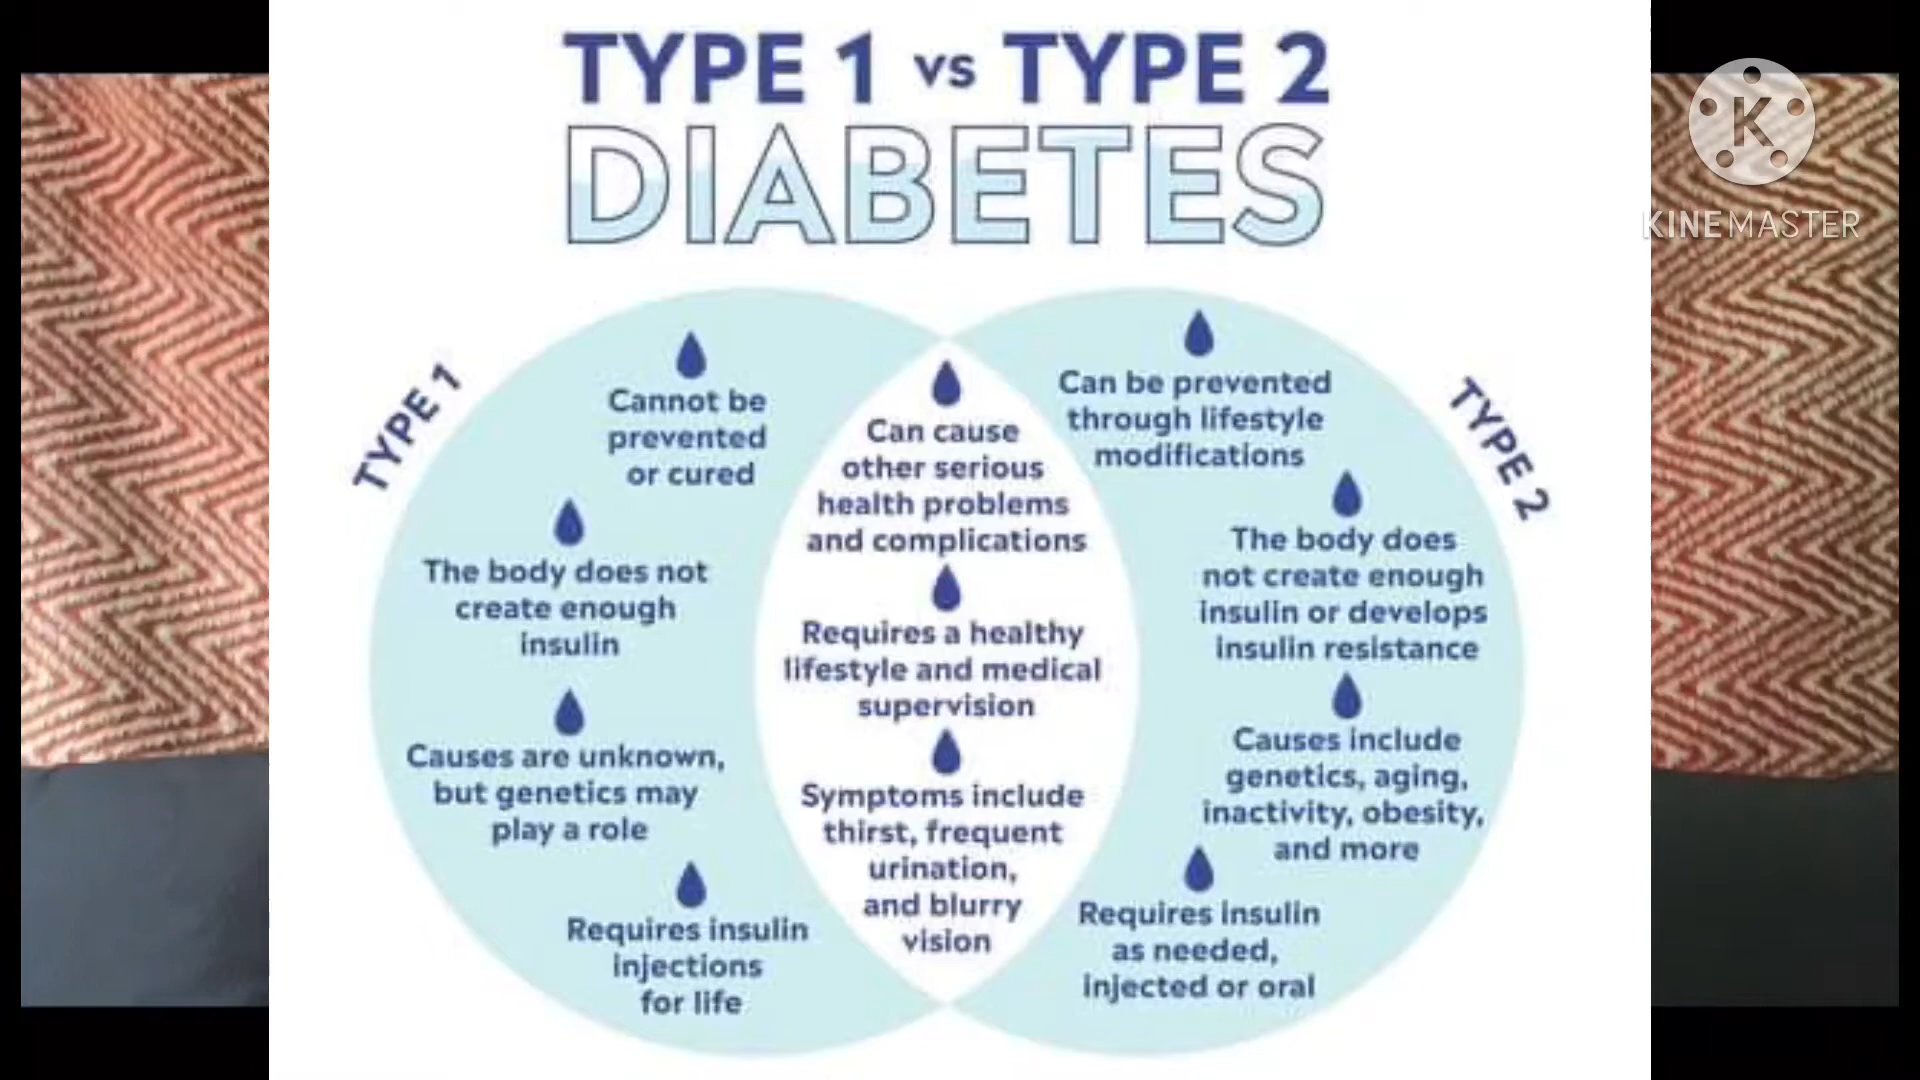 TYPE 1 vs TYPE 2
DIABETES
TYPE 1
Cannot be
prevented
or cured
The body does not
create enough
insulin
Causes are unknown,
but genetics may
play a role
Requires insulin
injections
for life
Can cause
other serious
health problems
and complications
Requires a healthy
lifestyle and medical
supervision
Symptoms include
thirst, frequent
urination,
and blurry
vision
TYPE 2
Can be prevented
through lifestyle
modifications
The body does
not create enough
insulin or develops
insulin resistance
Causes include
genetics, aging,
inactivity, obesity,
and more
Requires insulin
as needed,
injected or oral
K
KINEMASTER